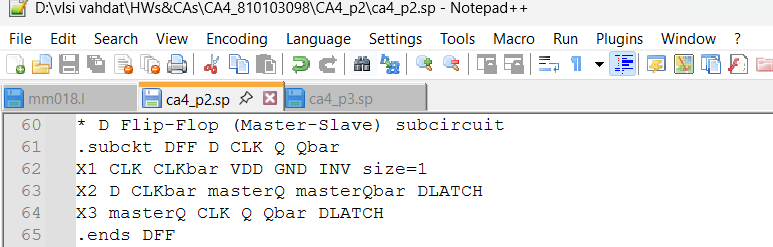 D:\vlsi vahdat\HWs&CAs\CA4_810103098\CA4_p2\ca4_p2.sp - Notepad++
File Edit Search View Encoding Language Settings Tools Macro Run Plugins Window ?
mm018.l ca4_p2.sp ca4_p3.sp
60 * D Flip-Flop (Master-Slave) subcircuit
61 .subckt DFF D CLK Q Qbar
62 X1 CLK CLKbar VDD GND INV size=1
63 X2 D CLKbar masterQ masterQbar DLATCH
64 X3 masterQ CLK Q Qbar DLATCH
65 .ends DFF